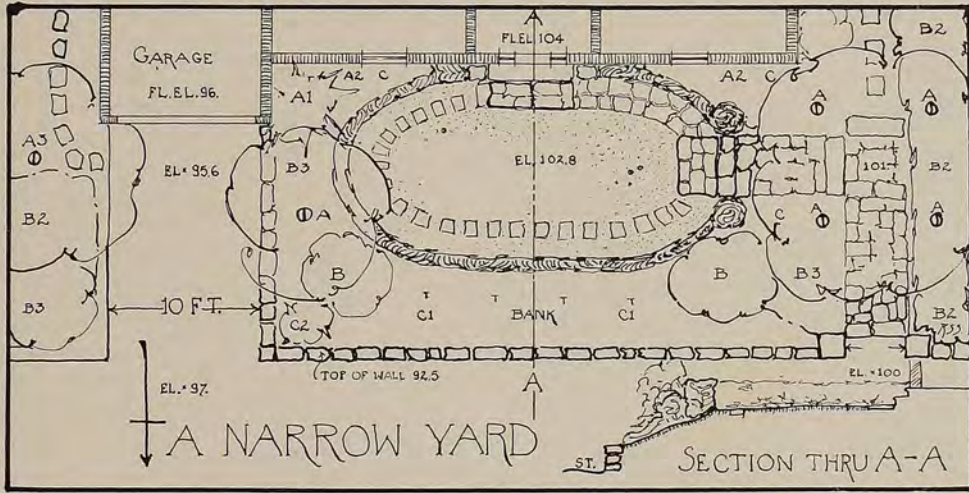 A
FL.EL. 104
B2
GARAGE
FL. EL. 96.
A2 C
A2 C
A1
A
A
A3
EL = 95.6
B3
EL. 102.8
101
B2
B2
A
C
A
A
B3
B
B
B3
10 FT.
T T T T
C1 BANK C1
C2
B2
TOP OF WALL 92.5
A
EL. = 100
EL. = 97.
A NARROW YARD
ST.
SECTION THRU A-A